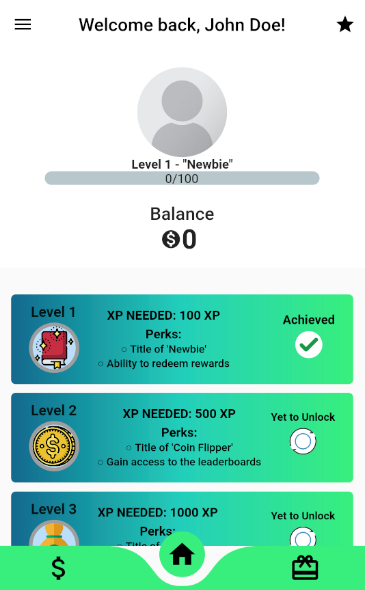 Welcome back, John Doe!
Level 1 - "Newbie"
0/100
Balance
$0
Level 1
XP NEEDED: 100 XP
Perks:
○ Title of 'Newbie'
○ Ability to redeem rewards
Achieved
Level 2
XP NEEDED: 500 XP
Perks:
○ Title of 'Coin Flipper'
○ Gain access to the leaderboards
Yet to Unlock
Level 3
XP NEEDED: 1000 XP
Perks:
○ Title of
Yet to Unlock
$